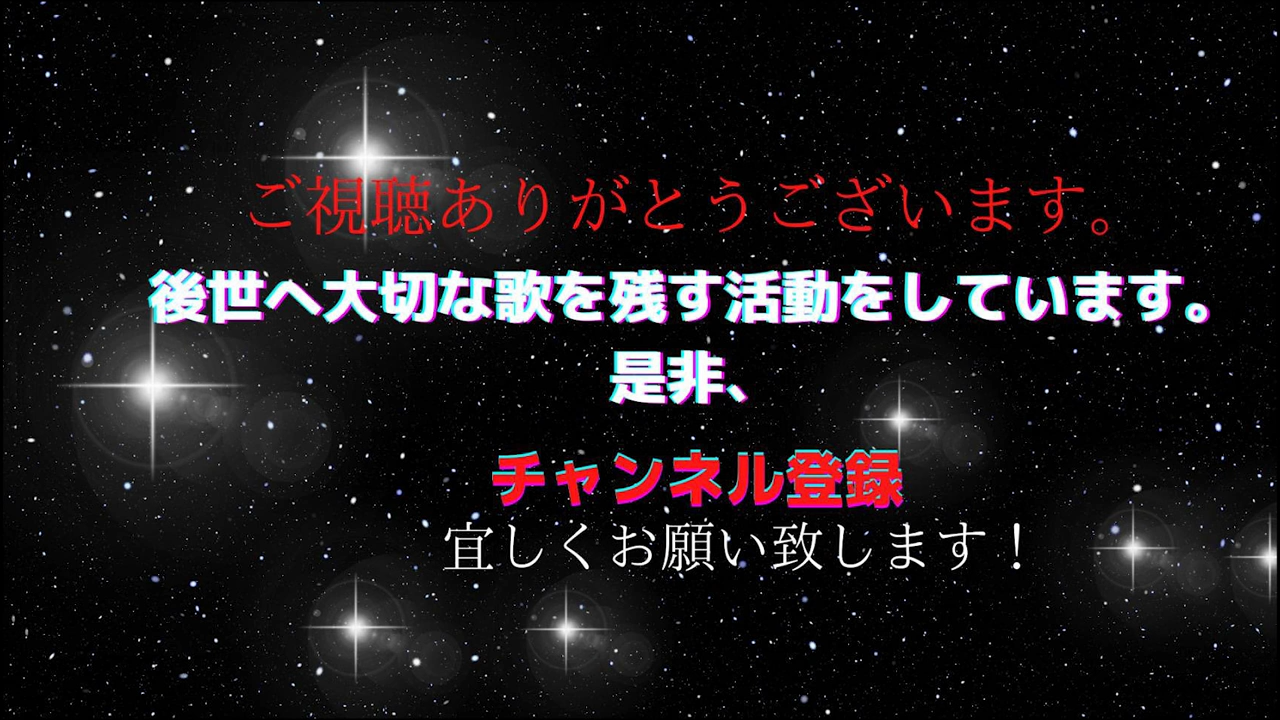 ご視聴ありがとうございます。
後世へ大切な歌を残す活動をしています。
是非、
チャンネル登録
宜しくお願い致します！